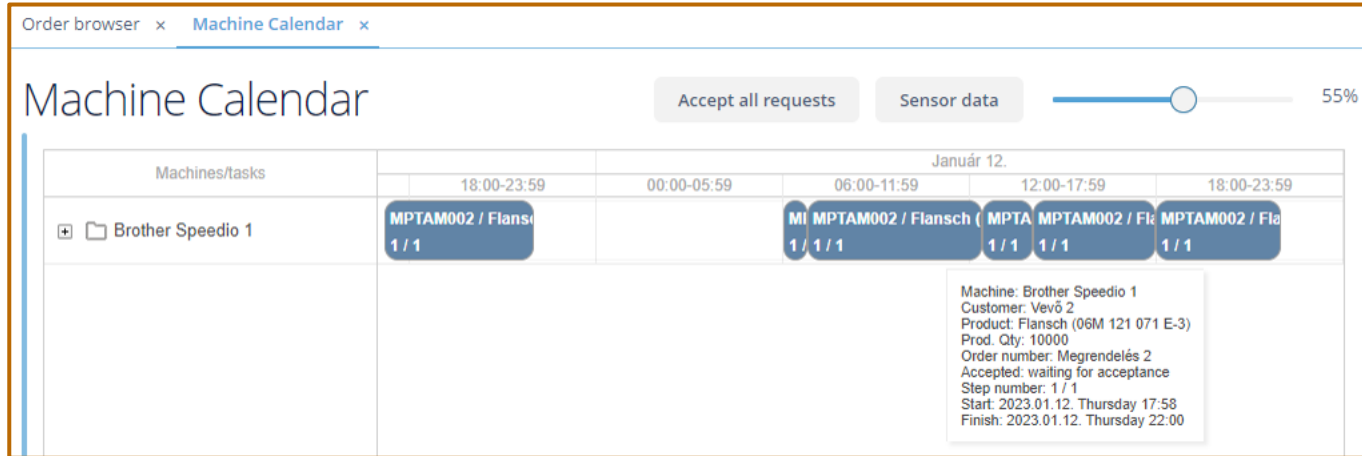 Order browser × Machine Calendar ×
Machine Calendar
Accept all requests Sensor data 55%
Machines/tasks
Január 12.
18:00-23:59 00:00-05:59 06:00-11:59 12:00-17:59 18:00-23:59
Brother Speedio 1
MPTAM002 / Flans
1 / 1
MPTAM002 / Flansch (
1 / 1
MPTA
1 / 1
MPTAM002 / Fl
1 / 1
MPTAM002 / Fla
1 / 1
Machine: Brother Speedio 1
Customer: Vevő 2
Product: Flansch (06M 121 071 E-3)
Prod. Qty: 10000
Order number: Megrendelés 2
Accepted: waiting for acceptance
Step number: 1 / 1
Start: 2023.01.12. Thursday 17:58
Finish: 2023.01.12. Thursday 22:00